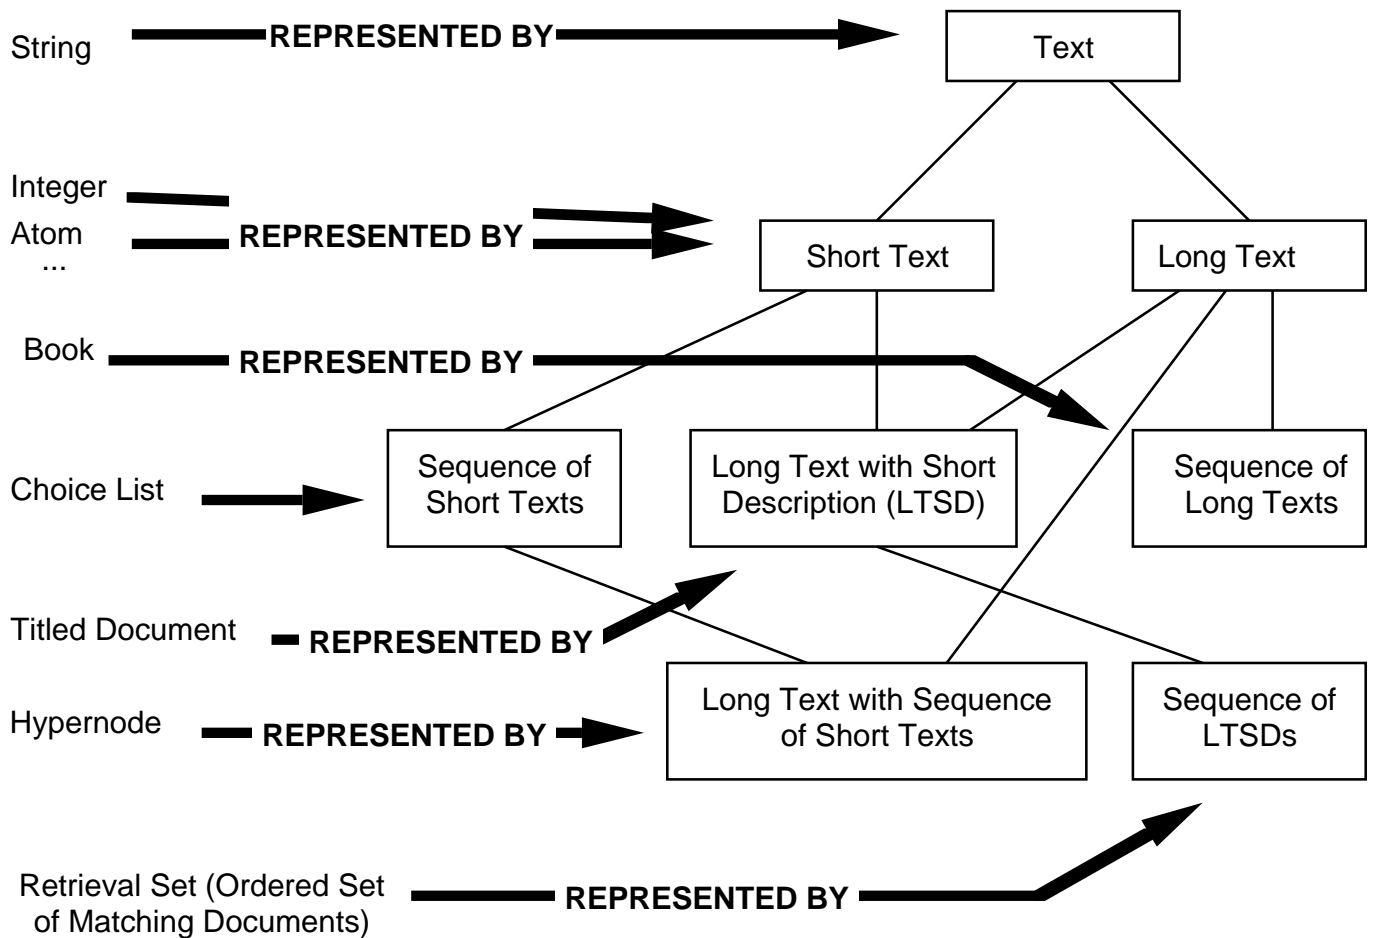 String
REPRESENTED BY
Text
Integer
Atom
...
REPRESENTED BY
Short Text
Long Text
Book
REPRESENTED BY
Choice List
Sequence of
Short Texts
Long Text with Short
Description (LTSD)
Sequence of
Long Texts
Titled Document
REPRESENTED BY
Hypernode
REPRESENTED BY
Long Text with Sequence
of Short Texts
Sequence of
LTSDs
Retrieval Set (Ordered Set
of Matching Documents)
REPRESENTED BY